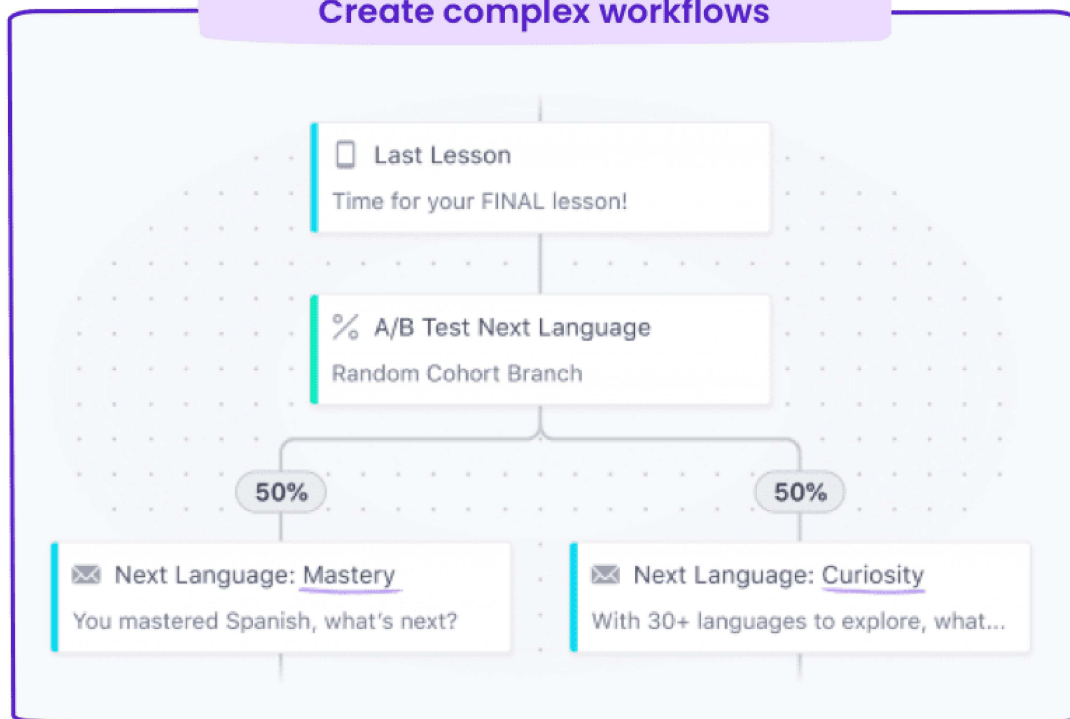 Create complex workflows
Last Lesson
Time for your FINAL lesson!
A/B Test Next Language
Random Cohort Branch
50%
50%
Next Language: Mastery
You mastered Spanish, what's next?
Next Language: Curiosity
With 30+ languages to explore, what...